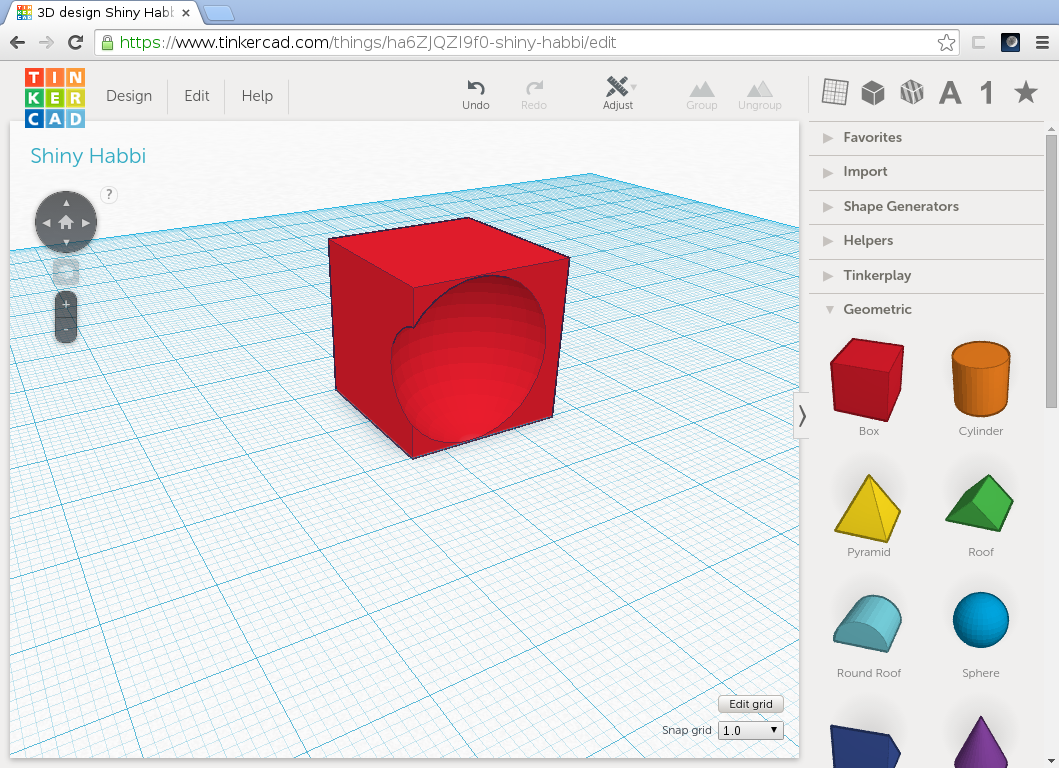 3D design Shiny Hab
https://www.tinkercad.com/things/ha6ZJQZI9f0-shiny-habbi/edit
TIN
KER
CAD
Design Edit Help
Undo Redo Adjust Group Ungroup
A 1
Shiny Habbi
?
+
-
Favorites
Import
Shape Generators
Helpers
Tinkerplay
Geometric
Box Cylinder
Pyramid Roof
Round Roof Sphere
Edit grid
Snap grid 1.0